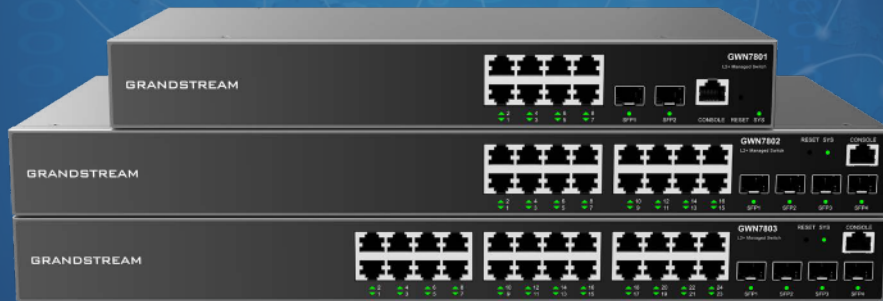 GWN7801
L2+ Managed Switch
GRANDSTREAM
2 4 6 8
1 3 5 7
SFP1 SFP2 CONSOLE RESET SYS
GWN7802 RESET SYS CONSOLE
L2+ Managed Switch
GRANDSTREAM
2 4 6 8 10 12 14 16
1 3 5 7 9 11 13 15
SFP1 SFP2 SFP3 SFP4
GWN7803 RESET SYS CONSOLE
L2+ Managed Switch
GRANDSTREAM
2 4 6 8 10 12 14 16 18 20 22 24
1 3 5 7 9 11 13 15 17 19 21 23
SFP1 SFP2 SFP3 SFP4